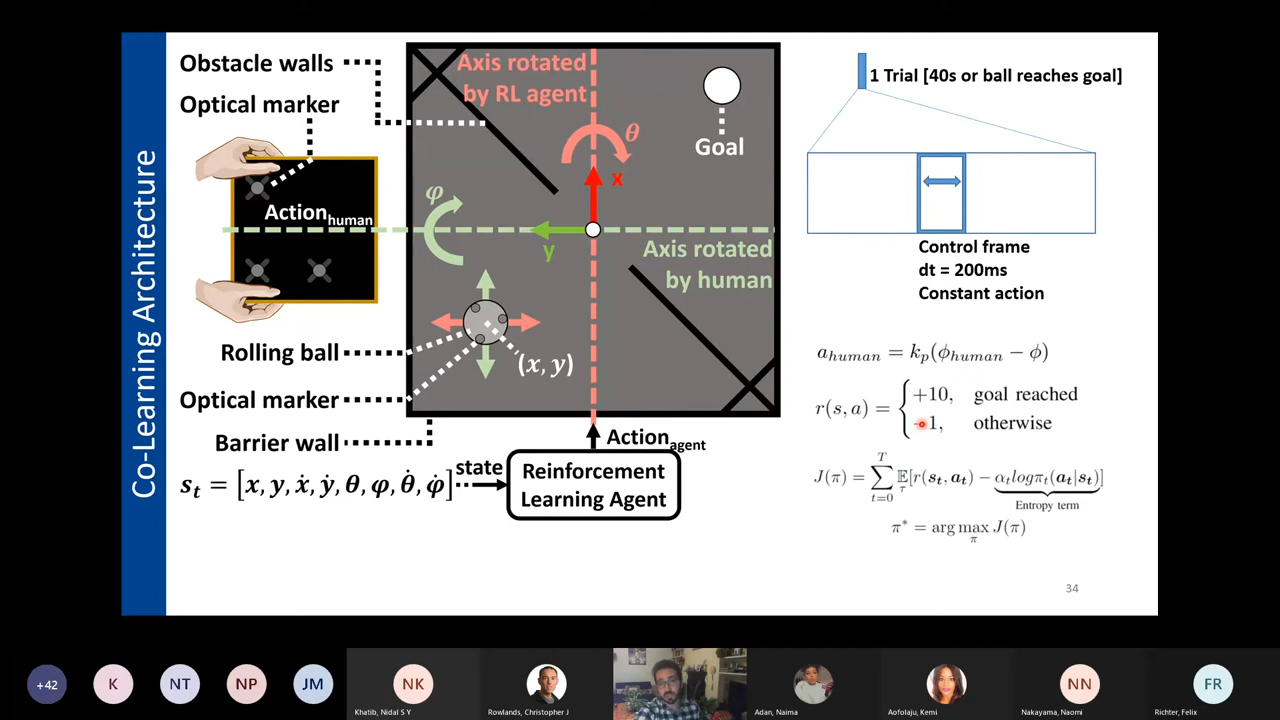 Co-Learning Architecture
Obstacle walls
Optical marker
Action_human
Rolling ball
Optical marker
Barrier wall
s_t = [x, y, ẋ, ẏ, θ, φ, θ̇, φ̇]
state
Axis rotated
by RL agent
θ
x
φ
y
Goal
Axis rotated
by human
(x, y)
Action_agent
Reinforcement
Learning Agent
1 Trial [40s or ball reaches goal]
Control frame
dt = 200ms
Constant action
a_human = k_p(ϕ_human − ϕ)
r(s, a) = { +10, goal reached
-1, otherwise
J(π) = ∑_{t=0}^{T} 𝔼_τ[r(s_t, a_t) − α_t logπ_t(a_t|s_t)]
Entropy term
π* = arg max_π J(π)
34
+42
K
NT
NP
JM
NK
Khatib, Nidal S Y
Rowlands, Christopher J
Adan, Naima
Aofolaju, Kemi
NN
Nakayama, Naomi
FR
Richter, Felix